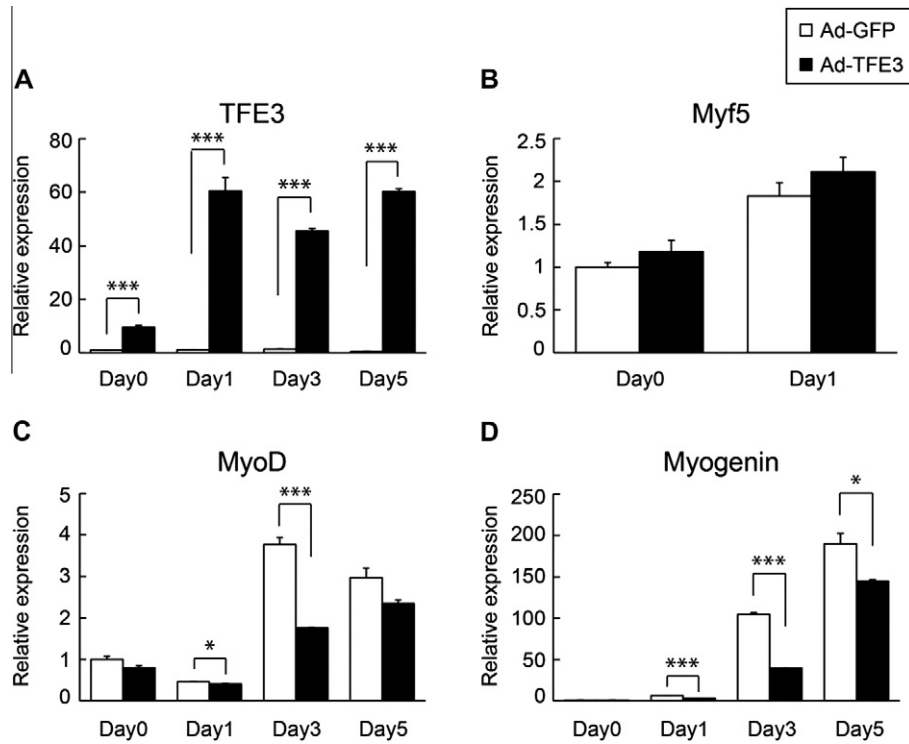 Ad-GFP
Ad-TFE3
A
TFE3
Relative expression
80
60
40
20
0
***
***
***
***
Day0 Day1 Day3 Day5
B
Myf5
Relative expression
2.5
2
1.5
1
0.5
0
Day0 Day1
C
MyoD
Relative expression
5
4
3
2
1
0
*
***
Day0 Day1 Day3 Day5
D
Myogenin
Relative expression
250
200
150
100
50
0
***
***
*
Day0 Day1 Day3 Day5